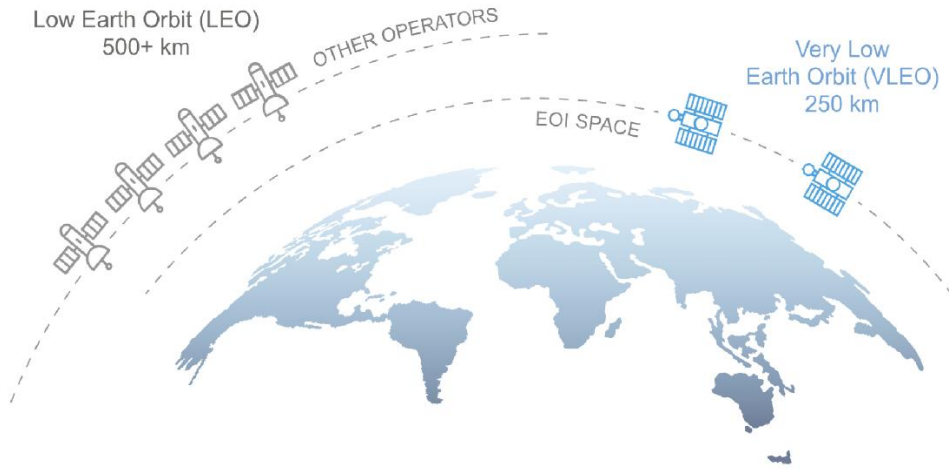 Low Earth Orbit (LEO)
500+ km
OTHER OPERATORS
Very Low
Earth Orbit (VLEO)
250 km
EOI SPACE